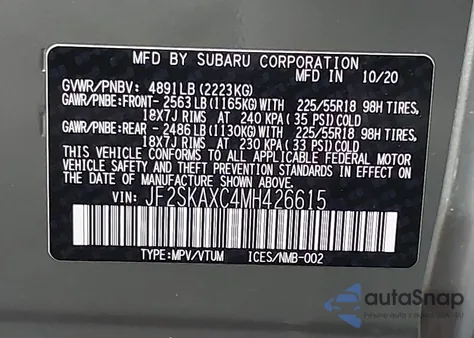 MFD BY SUBARU CORPORATION
MFD IN 10/20
GVWR/PNBV: 4891LB (2223KG)
GAWR/PNBE:FRONT- 2563LB (1165KG) WITH 225/55R18 98H TIRES,
18X7J RIMS AT 240 KPA (35 PSI) COLD
GAWR/PNBE:REAR - 2486LB (1130KG) WITH 225/55R18 98H TIRES,
18X7J RIMS AT 230 KPA (33 PSI) COLD
THIS VEHICLE CONFORMS TO ALL APPLICABLE FEDERAL MOTOR
VEHICLE SAFETY AND THEFT PREVENTION STANDARDS
IN EFFECT ON THE DATE OF MANUFACTURE SHOWN ABOVE.
VIN: JF2SKAXC4MH426615
TYPE:MPV/VTUM ICES/NMB-002
autoSnap